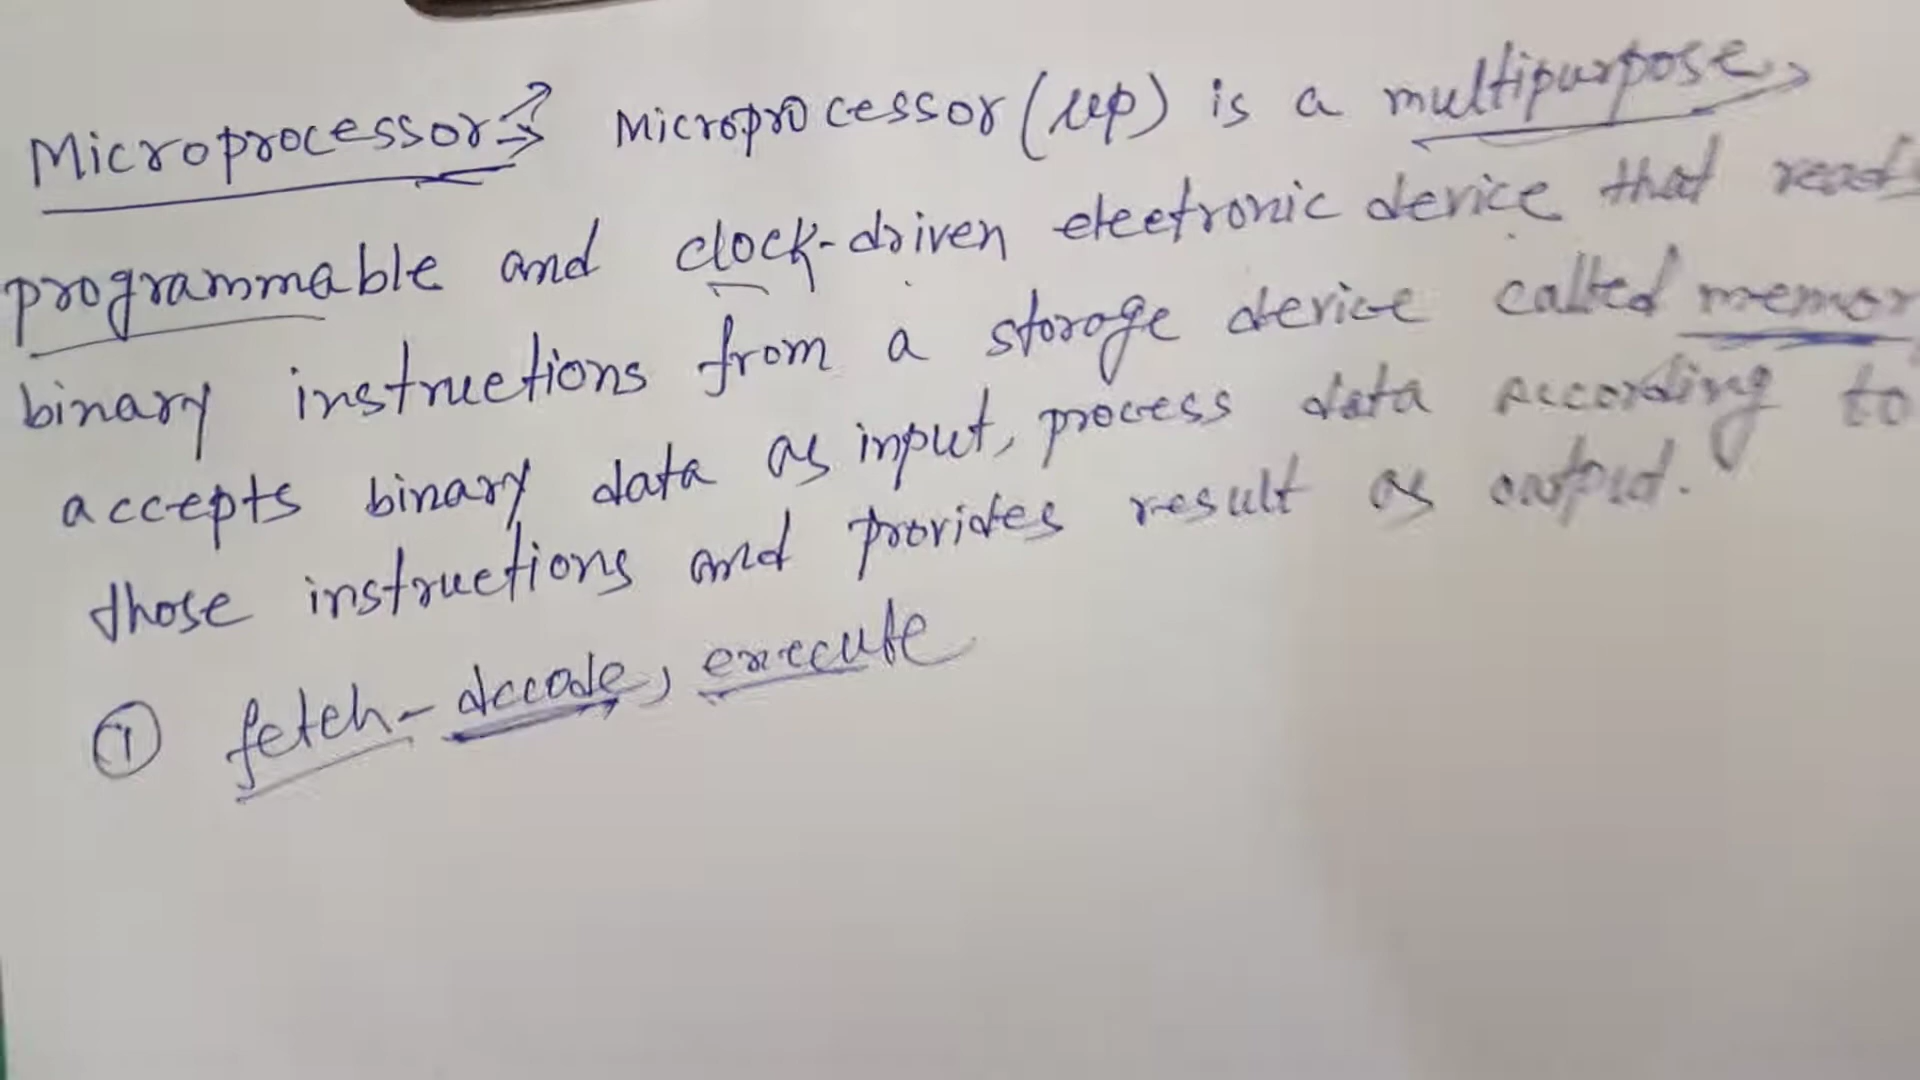 Microprocessor → Microprocessor (μp) is a multipurpose,
programmable and clock-driven electronic device that read
binary instructions from a storage device called memor
accepts binary data as input, process data according to
those instructions and provides result as output.
① fetch - decode, execute